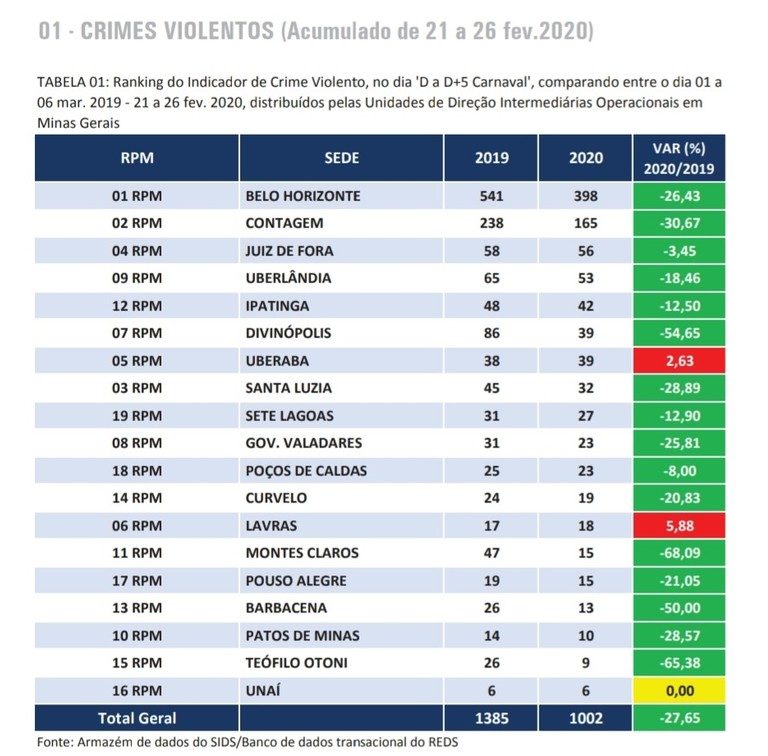 01 - CRIMES VIOLENTOS (Acumulado de 21 a 26 fev.2020)
TABELA 01: Ranking do Indicador de Crime Violento, no dia 'D a D+5 Carnaval', comparando entre o dia 01 a
06 mar. 2019 - 21 a 26 fev. 2020, distribuídos pelas Unidades de Direção Intermediárias Operacionais em
Minas Gerais
RPM SEDE 2019 2020 VAR (%) 2020/2019
01 RPM BELO HORIZONTE 541 398 -26,43
02 RPM CONTAGEM 238 165 -30,67
04 RPM JUIZ DE FORA 58 56 -3,45
09 RPM UBERLÂNDIA 65 53 -18,46
12 RPM IPATINGA 48 42 -12,50
07 RPM DIVINÓPOLIS 86 39 -54,65
05 RPM UBERABA 38 39 2,63
03 RPM SANTA LUZIA 45 32 -28,89
19 RPM SETE LAGOAS 31 27 -12,90
08 RPM GOV. VALADARES 31 23 -25,81
18 RPM POÇOS DE CALDAS 25 23 -8,00
14 RPM CURVELO 24 19 -20,83
06 RPM LAVRAS 17 18 5,88
11 RPM MONTES CLAROS 47 15 -68,09
17 RPM POUSO ALEGRE 19 15 -21,05
13 RPM BARBACENA 26 13 -50,00
10 RPM PATOS DE MINAS 14 10 -28,57
15 RPM TEÓFILO OTONI 26 9 -65,38
16 RPM UNAÍ 6 6 0,00
Total Geral 1385 1002 -27,65
Fonte: Armazém de dados do SIDS/Banco de dados transacional do REDS